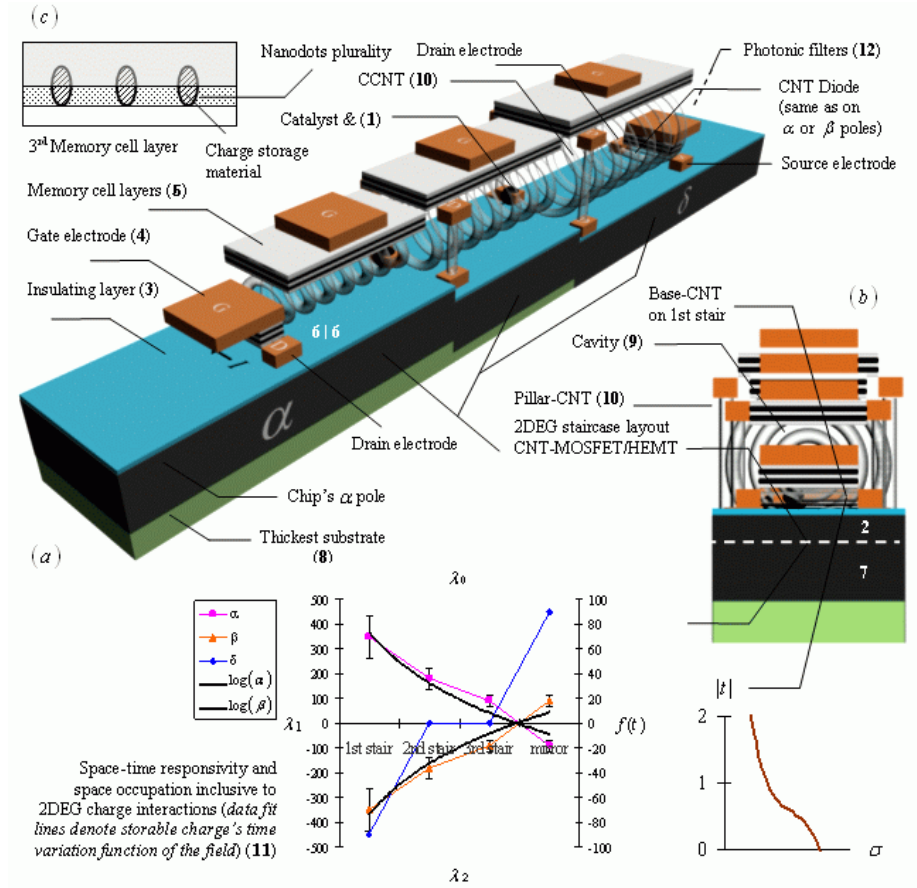 (c)
Nanodots plurality
3rd Memory cell layer
Charge storage
material
Drain electrode
CCNT (10)
Catalyst & (1)
Photonic filters (12)
CNT Diode
(same as on
α or β poles)
Source electrode
Memory cell layers (5)
Gate electrode (4)
Insulating layer (3)
G
G
G
G
D
I
6 | 6
α
δ
Drain electrode
Chip's α pole
Thickest substrate
(8)
(b)
Base-CNT
on 1st stair
Cavity (9)
Pillar-CNT (10)
2DEG staircase layout
CNT-MOSFET/HEMT
2
7
(a)
λ0
α
β
δ
log(α)
log(β)
500
400
300
200
100
0
-100
-200
-300
-400
-500
100
80
60
40
20
0
-20
-40
-60
-80
-100
λ1
1st stair
2nd stair
3rd stair
mirror
f(t)
λ2
Space-time responsivity and
space occupation inclusive to
2DEG charge interactions (data fit
lines denote storable charge's time
variation function of the field) (11)
|t|
2
1
0
σ